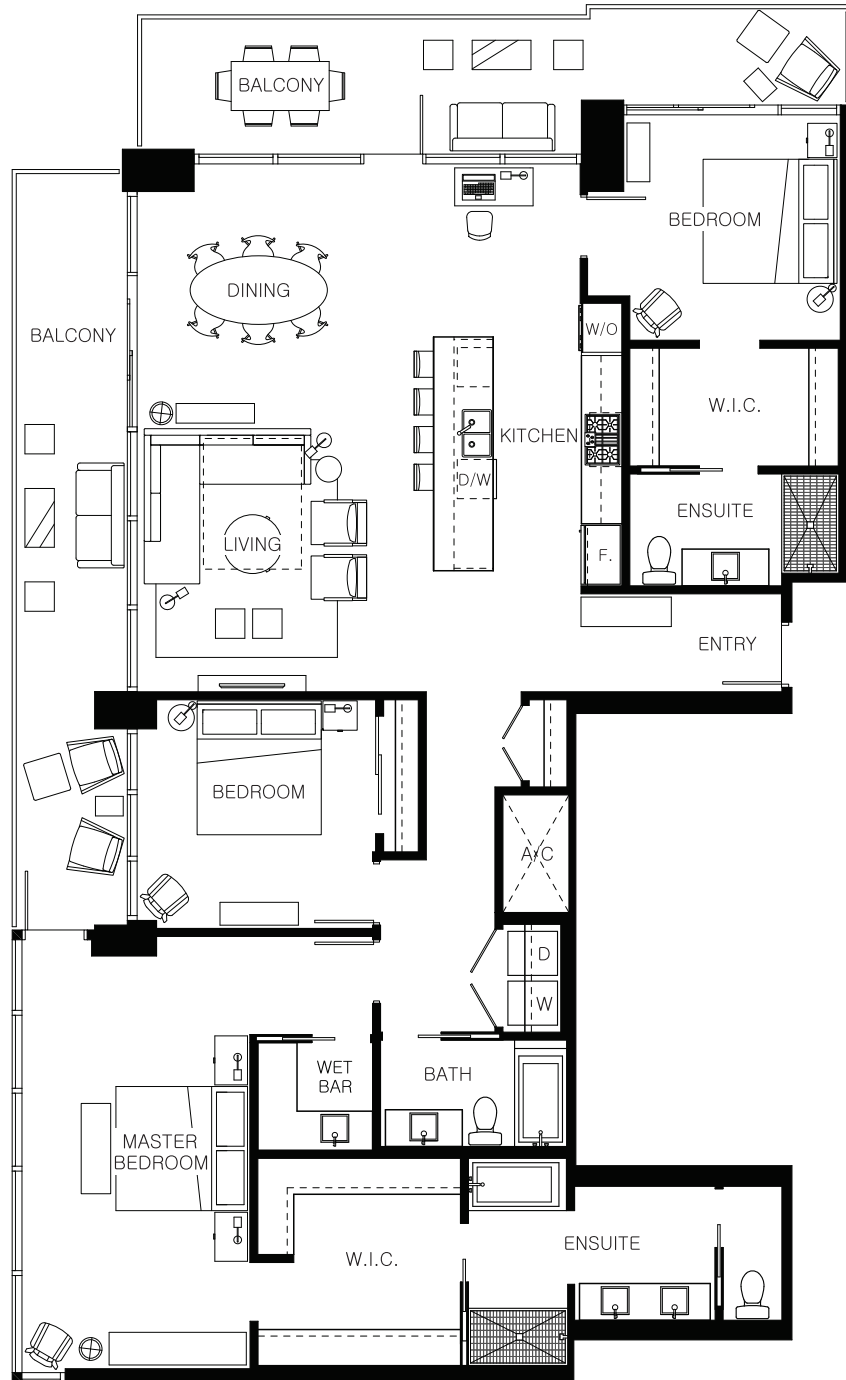 BALCONY
BEDROOM
DINING
BALCONY
W/O
W.I.C.
KITCHEN
D/W
ENSUITE
LIVING
F.
ENTRY
BEDROOM
A/C
D
W
WET
BAR
BATH
MASTER
BEDROOM
ENSUITE
W.I.C.